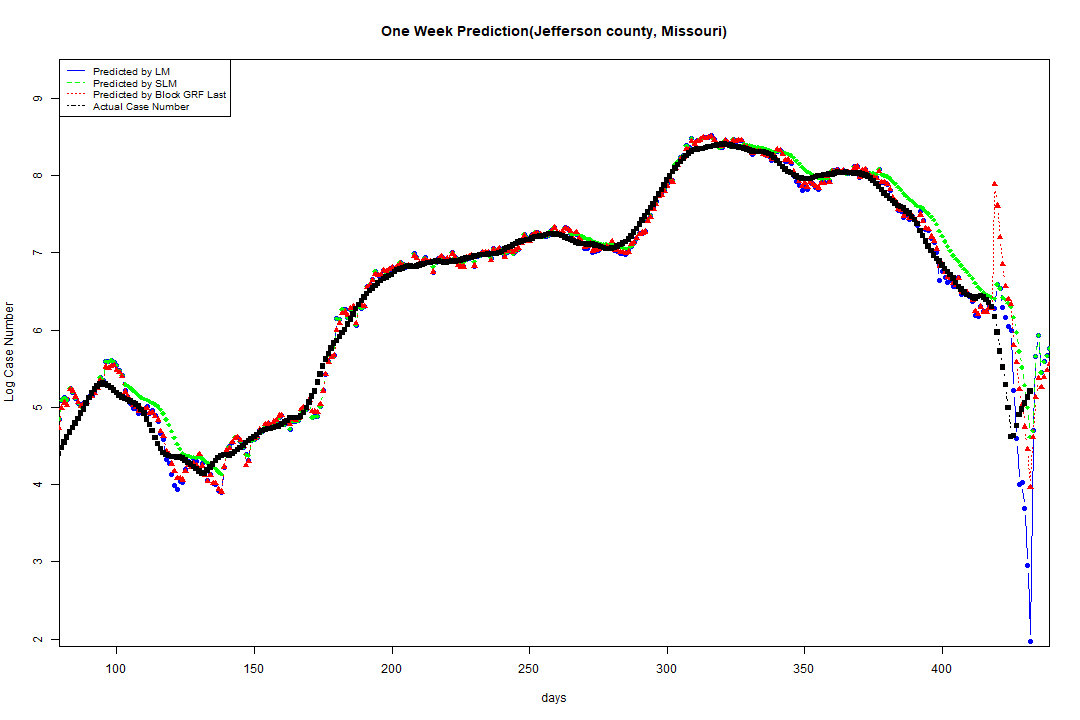 One Week Prediction(Jefferson county, Missouri)
Predicted by LM
Predicted by SLM
Predicted by Block GRF Last
Actual Case Number
9
8
7
6
5
4
3
2
Log Case Number
100 150 200 250 300 350 400
days